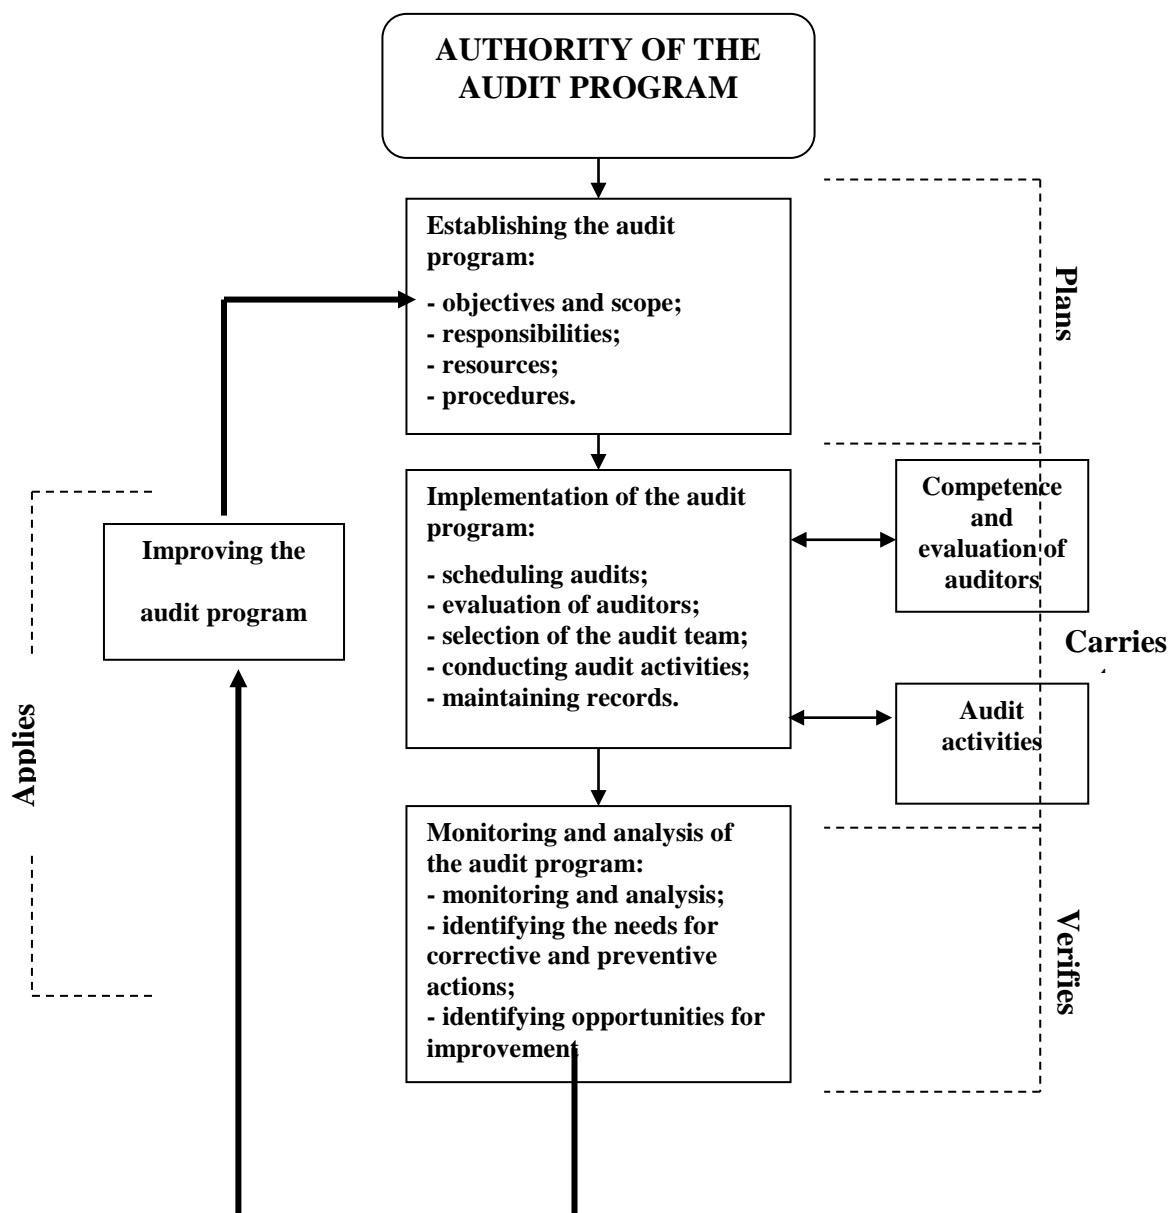 AUTHORITY OF THE
AUDIT PROGRAM
Establishing the audit
program:
- objectives and scope;
- responsibilities;
- resources;
- procedures.
Plans
Implementation of the audit
program:
- scheduling audits;
- evaluation of auditors;
- selection of the audit team;
- conducting audit activities;
- maintaining records.
Competence
and
evaluation of
auditors
Carries
Audit
activities
Improving the
audit program
Applies
Monitoring and analysis of
the audit program:
- monitoring and analysis;
- identifying the needs for
corrective and preventive
actions;
- identifying opportunities for
improvement
Verifies